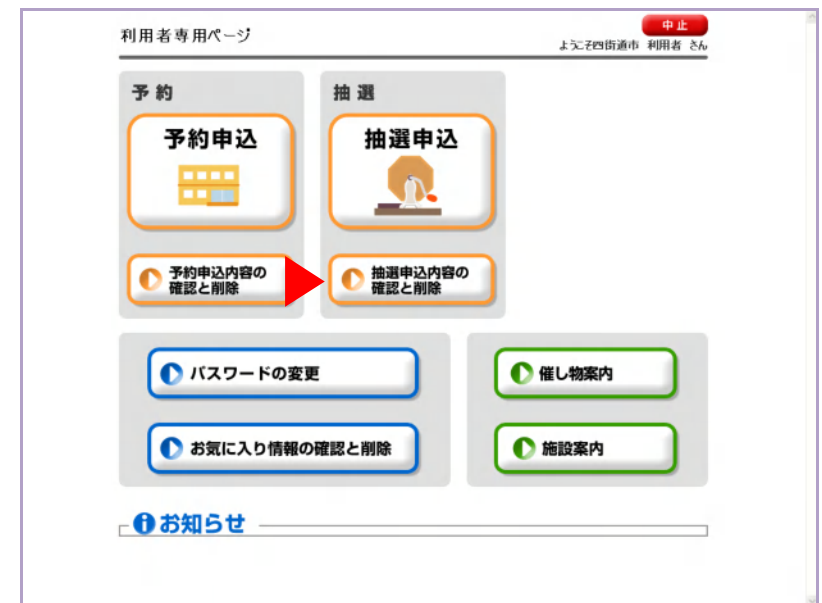 利用者専用ページ
中止
ようこそ四街道市 利用者 さん
予約
抽選
予約申込
抽選申込
予約申込内容の
確認と削除
抽選申込内容の
確認と削除
パスワードの変更
催し物案内
お気に入り情報の確認と削除
施設案内
お知らせ